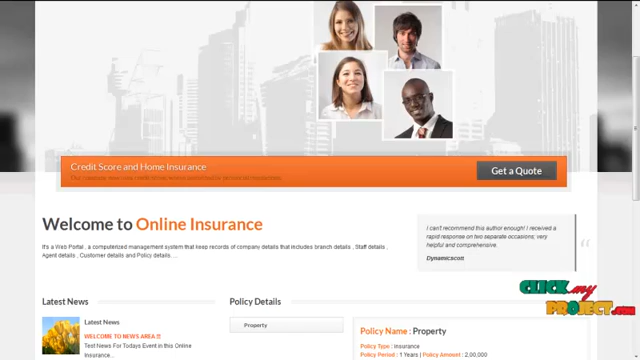 Credit Score and Home Insurance
Get a Quote
Welcome to Online Insurance
It's a Web Portal , a computerized management system that keep records of company details that includes branch details , Staff details ,
Agent details , Customer details and Policy details, ...
I can't recommend this author enough! I received a
rapid response on two separate occasions; very
helpful and comprehensive.
Dynamicscott
CLICK my
PROJECT.COM
Latest News
Policy Details
Latest News
WELCOME TO NEWS AREA !!!
Test News For Todays Event in this Online
Insurance...
Property
Policy Name : Property
Policy Type : Insurance
Policy Period : 1 Years | Policy Amount : 2,00,000